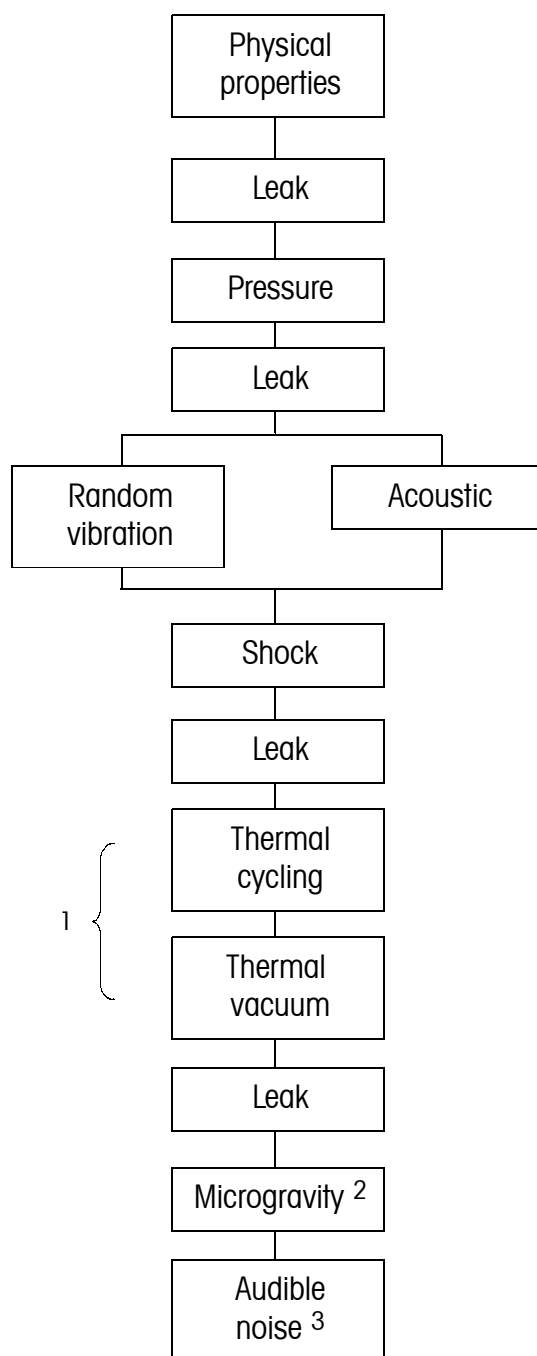 Physical
properties
Leak
Pressure
Leak
Random
vibration
Acoustic
Shock
Leak
Thermal
cycling
1
Thermal
vacuum
Leak
Microgravity 2
Audible
noise 3